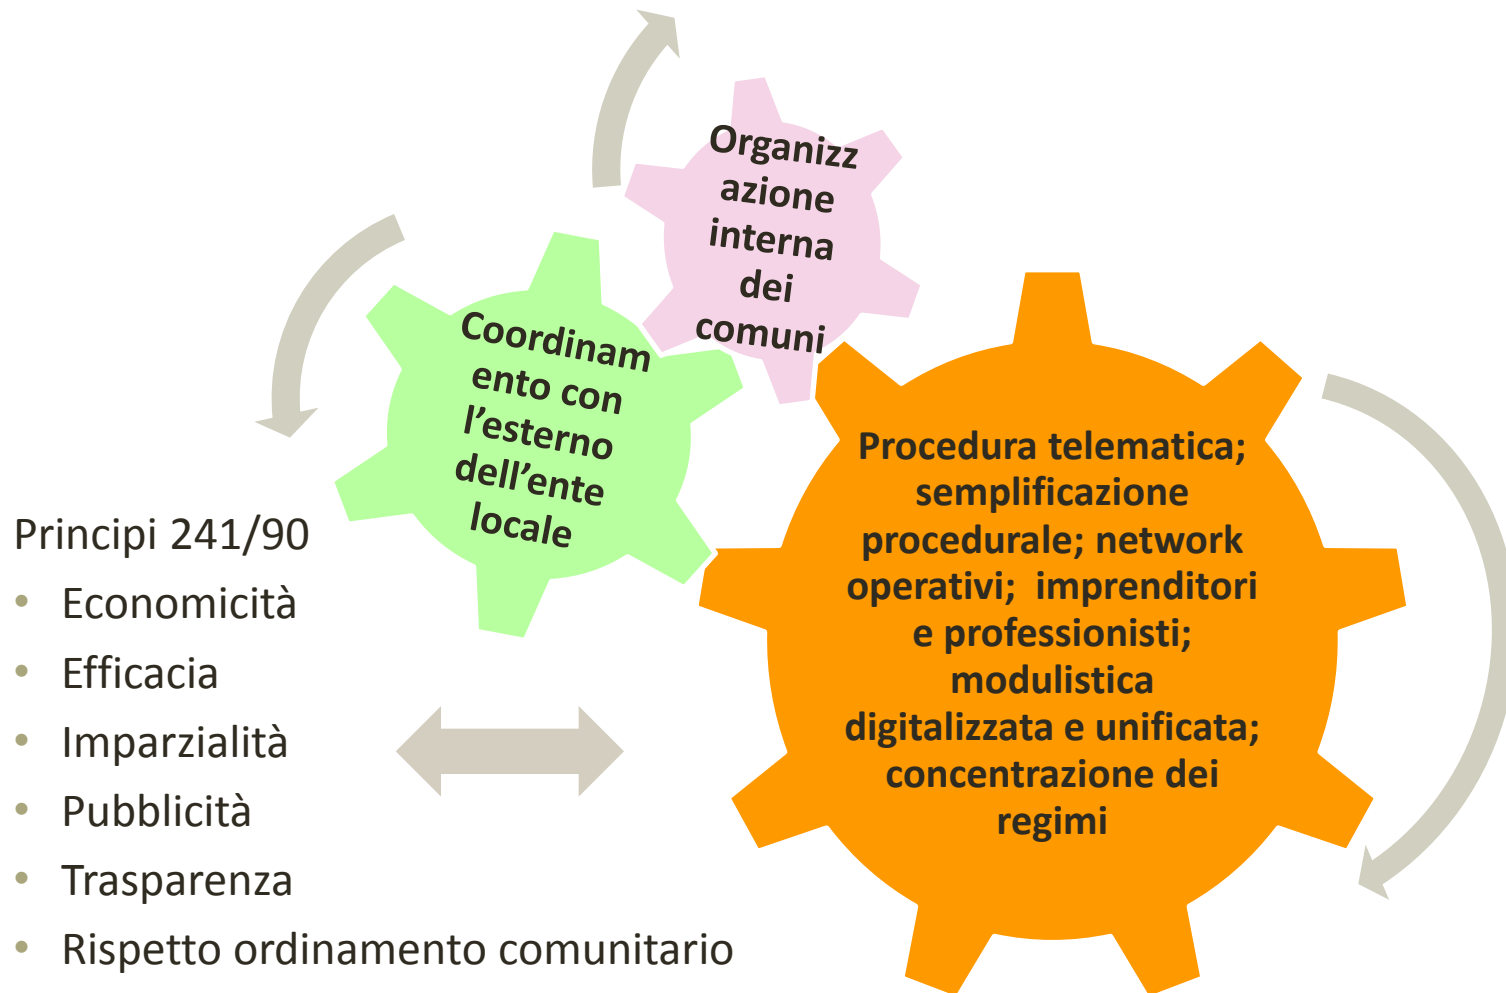 Organizz
azione
interna
dei
comuni
Coordinam
ento con
l’esterno
dell’ente
locale
Procedura telematica;
semplificazione
procedurale; network
operativi;  imprenditori
e professionisti;
modulistica
digitalizzata e unificata;
concentrazione dei
regimi
Principi 241/90
• Economicità
• Efficacia
• Imparzialità
• Pubblicità
• Trasparenza
• Rispetto ordinamento comunitario